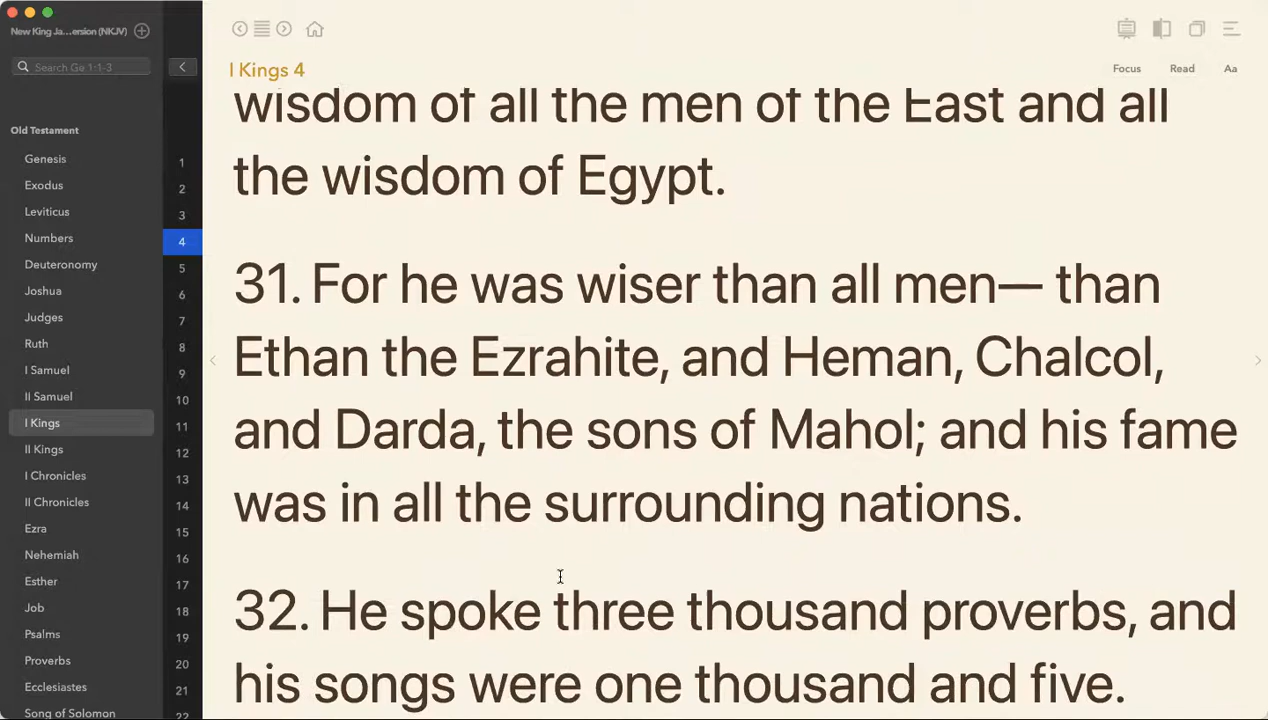 New King Ja...ersion (NKJV)
Search Ge 1:1-3
Old Testament
Genesis
Exodus
Leviticus
Numbers
Deuteronomy
Joshua
Judges
Ruth
I Samuel
II Samuel
I Kings
II Kings
I Chronicles
II Chronicles
Ezra
Nehemiah
Esther
Job
Psalms
Proverbs
Ecclesiastes
Song of Solomon
1
2
3
4
5
6
7
8
9
10
11
12
13
14
15
16
17
18
19
20
21
22
I Kings 4
Focus
Read
Aa
wisdom of all the men of the East and all
the wisdom of Egypt.
31. For he was wiser than all men— than
Ethan the Ezrahite, and Heman, Chalcol,
and Darda, the sons of Mahol; and his fame
was in all the surrounding nations.
32. He spoke three thousand proverbs, and
his songs were one thousand and five.